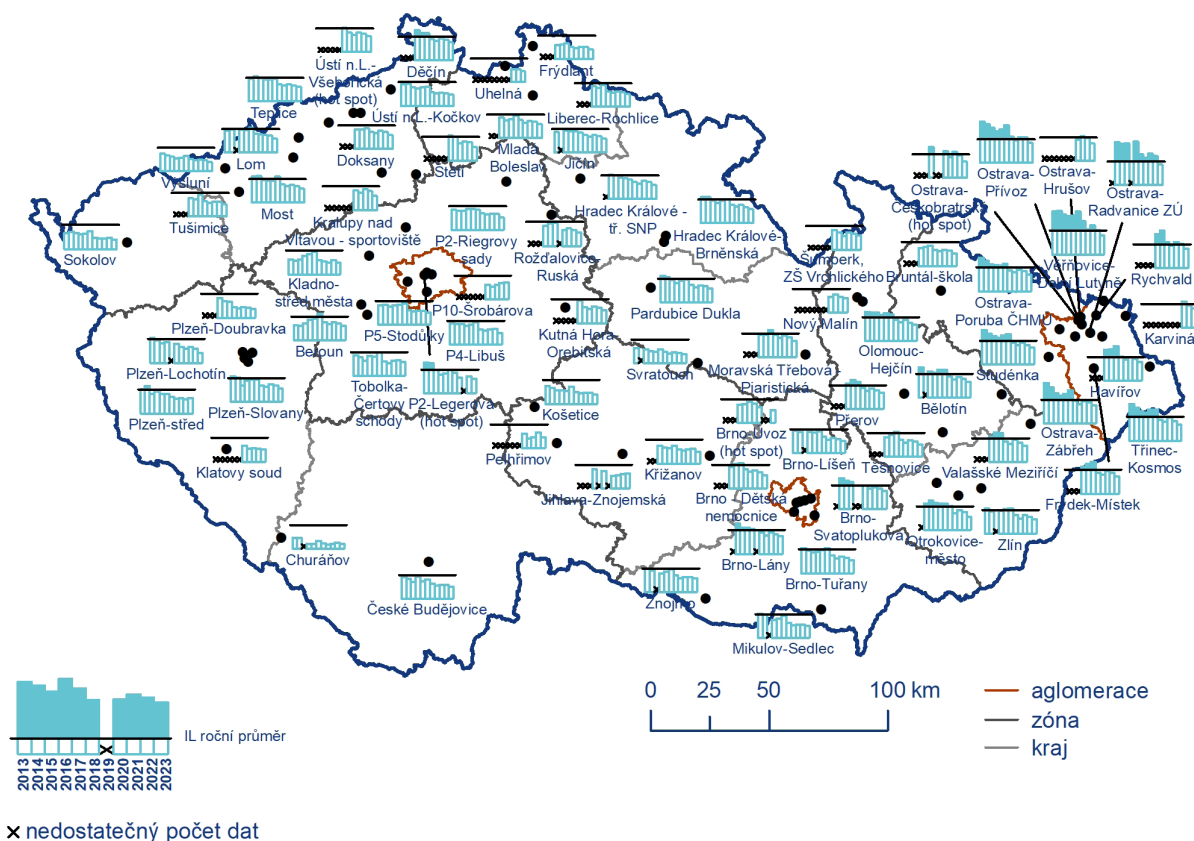 Ústí n.L.-
Všebořická
(hot spot)
Děčín
Frýdlant
Uhelná
Teplice
Ústí n.L.-Kočkov
Liberec-Rochlice
Lom
Doksany
Štětí
Mladá
Boleslav
Jičín
Výsluní
Most
Tušimice
Kralupy nad
Vltavou - sportoviště
Hradec Králové -
tř. SNP
Hradec Králové-
Brněnská
Sokolov
P2-Riegrovy
sady
Rožďalovice-
Ruská
Kladno-
střed města
P10-Šrobárova
Plzeň-Doubravka
Beroun
P5-Stodůlky
P4-Libuš
Kutná Hora-
Orebitská
Pardubice Dukla
Svratouch
Plzeň-Lochotín
Plzeň-Slovany
Plzeň-střed
Tobolka-
Čertovy
schody
P2-Legerova
(hot spot)
Košetice
Klatovy soud
Pelhřimov
Jihlava-Znojemská
Křižanov
Churáňov
České Budějovice
Šumperk,
ZŠ Vrchlického
Nový Malín
Moravská Třebová
Piaristická
Olomouc-
Hejčín
Bruntál-škola
Ostrava-
Českobratrská
(hot spot)
Ostrava-
Přívoz
Ostrava-
Hrušov
Ostrava-
Radvanice ZÚ
Věřňovice-
Dolní Lutyně
Rychvald
Ostrava-
Poruba ČHMÚ
Karviná
Studénka
Havířov
Bělotín
Přerov
Ostrava-
Zábřeh
Třinec-
Kosmos
Brno-Úvoz
(hot spot)
Brno-Líšeň
Těšnovice
Valašské Meziříčí
Frýdek-Místek
Brno - Dětská
nemocnice
Brno-
Svatoplukova
Otrokovice-
město
Zlín
Brno-Lány
Brno-Tuřany
Znojmo
Mikulov-Sedlec
IL roční průměr
2013
2014
2015
2016
2017
2018
2019
2020
2021
2022
2023
nedostatečný počet dat
0 25 50 100 km
aglomerace
zóna
kraj